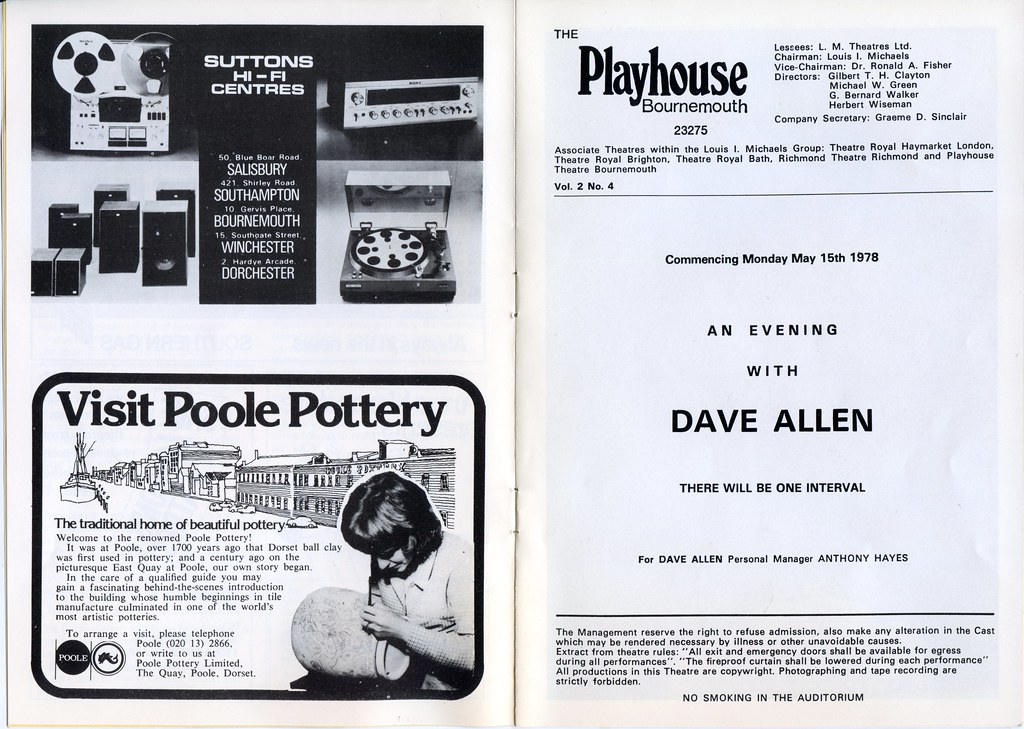 SUTTONS
HI-FI
CENTRES
50, Blue Boar Road.
SALISBURY
421, Shirley Road
SOUTHAMPTON
10, Gervis Place,
BOURNEMOUTH
15, Southgate Street,
WINCHESTER
2, Hardye Arcade,
DORCHESTER
SONY
Visit Poole Pottery
POOLE POTTERY
The traditional home of beautiful pottery
Welcome to the renowned Poole Pottery!
It was at Poole, over 1700 years ago that Dorset ball clay
was first used in pottery; and a century ago on the
picturesque East Quay at Poole, our own story began.
In the care of a qualified guide you may
gain a fascinating behind-the-scenes introduction
to the building whose humble beginnings in tile
manufacture culminated in one of the world's
most artistic potteries.
To arrange a visit, please telephone
Poole (020 13) 2866,
or write to us at
Poole Pottery Limited,
The Quay, Poole, Dorset.
POOLE
THE
Playhouse
Bournemouth
23275
Lessees: L. M. Theatres Ltd.
Chairman: Louis I. Michaels
Vice-Chairman: Dr. Ronald A. Fisher
Directors: Gilbert T. H. Clayton
Michael W. Green
G. Bernard Walker
Herbert Wiseman
Company Secretary: Graeme D. Sinclair
Associate Theatres within the Louis I. Michaels Group: Theatre Royal Haymarket London,
Theatre Royal Brighton, Theatre Royal Bath, Richmond Theatre Richmond and Playhouse
Theatre Bournemouth
Vol. 2 No. 4
Commencing Monday May 15th 1978
AN EVENING
WITH
DAVE ALLEN
THERE WILL BE ONE INTERVAL
For DAVE ALLEN Personal Manager ANTHONY HAYES
The Management reserve the right to refuse admission, also make any alteration in the Cast
which may be rendered necessary by illness or other unavoidable causes.
Extract from theatre rules: "All exit and emergency doors shall be available for egress
during all performances". "The fireproof curtain shall be lowered during each performance"
All productions in this Theatre are copyright. Photographing and tape recording are
strictly forbidden.
NO SMOKING IN THE AUDITORIUM